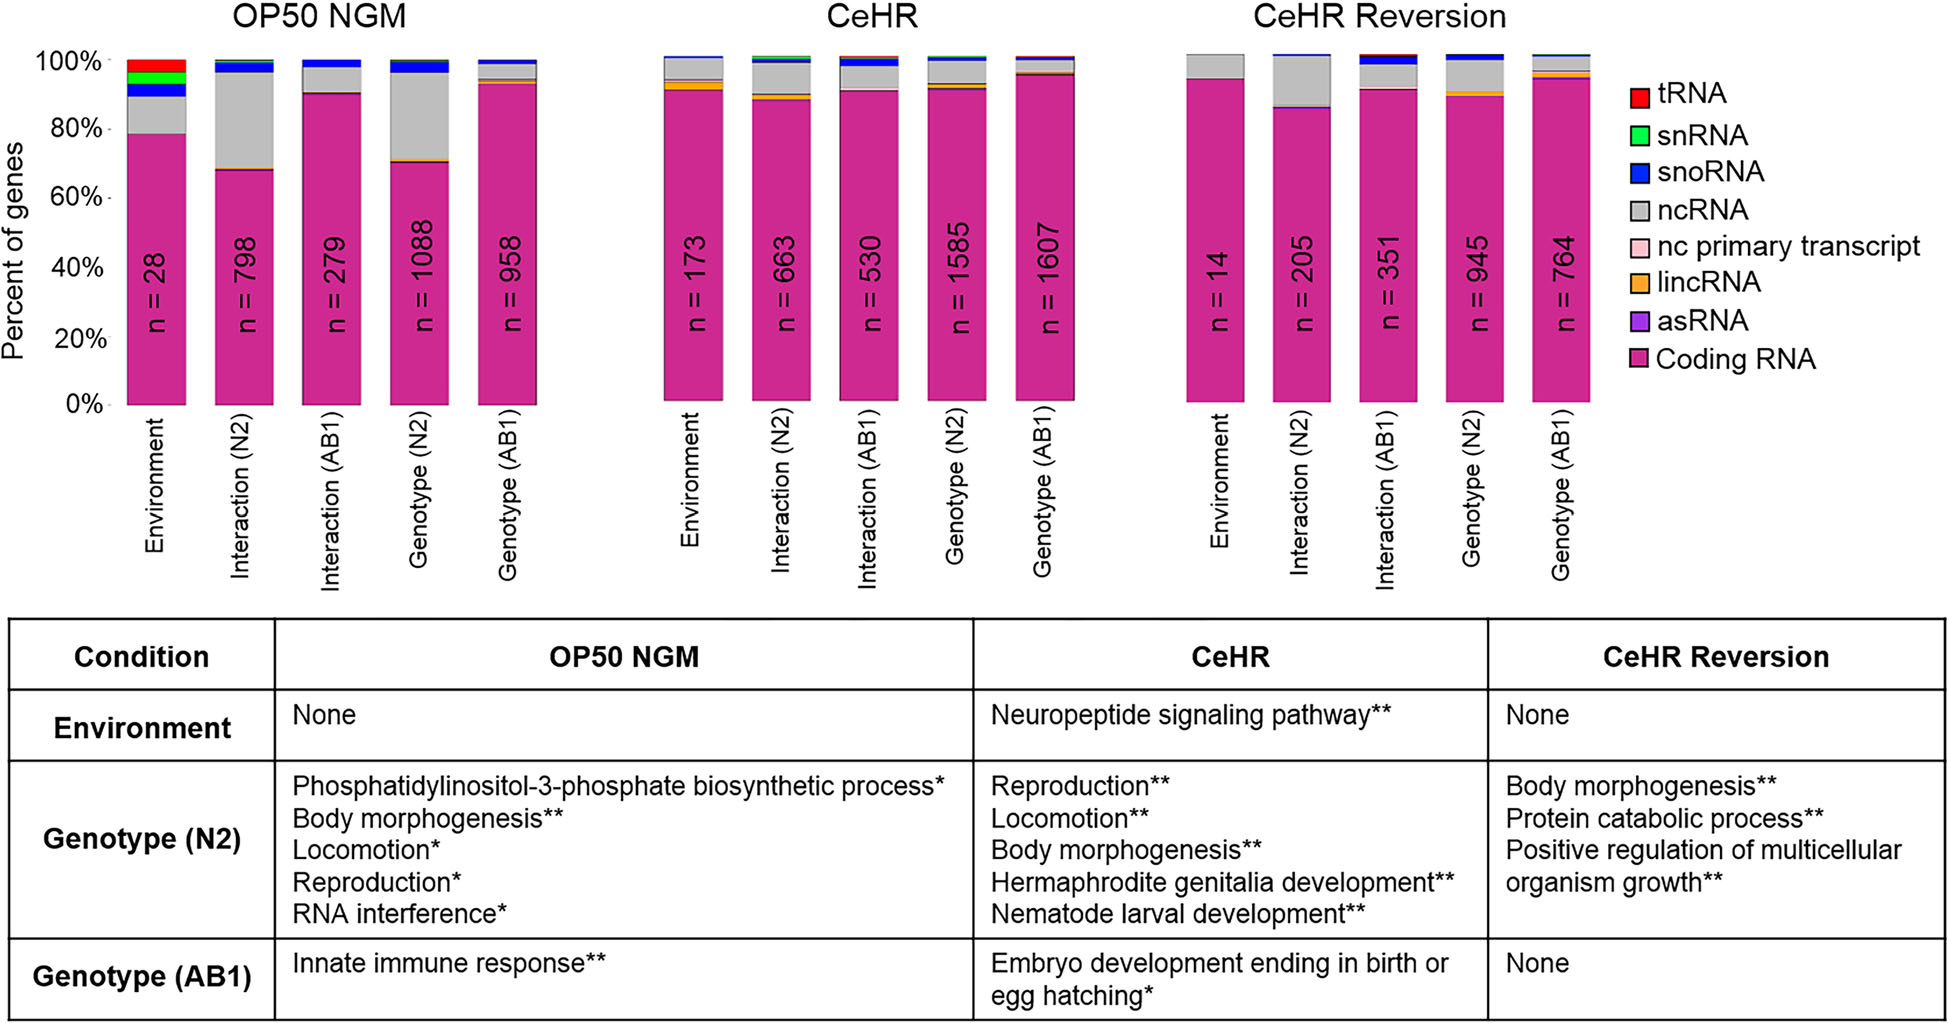 OP50 NGM
CeHR
CeHR Reversion
Percent of genes
100%
80%
60%
40%
20%
0%
n = 28
n = 798
n = 279
n = 1088
n = 958
n = 173
n = 663
n = 530
n = 1585
n = 1607
n = 14
n = 205
n = 351
n = 945
n = 764
Environment
Interaction (N2)
Interaction (AB1)
Genotype (N2)
Genotype (AB1)
Environment
Interaction (N2)
Interaction (AB1)
Genotype (N2)
Genotype (AB1)
Environment
Interaction (N2)
Interaction (AB1)
Genotype (N2)
Genotype (AB1)
tRNA
snRNA
snoRNA
ncRNA
nc primary transcript
lincRNA
asRNA
Coding RNA
Condition
OP50 NGM
CeHR
CeHR Reversion
Environment
None
Neuropeptide signaling pathway**
None
Genotype (N2)
Phosphatidylinositol-3-phosphate biosynthetic process*
Body morphogenesis**
Locomotion*
Reproduction*
RNA interference*
Reproduction**
Locomotion**
Body morphogenesis**
Hermaphrodite genitalia development**
Nematode larval development**
Body morphogenesis**
Protein catabolic process**
Positive regulation of multicellular
organism growth**
Genotype (AB1)
Innate immune response**
Embryo development ending in birth or
egg hatching*
None